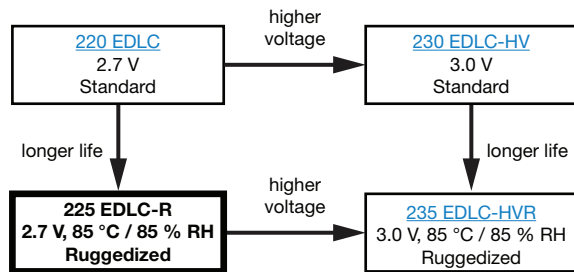 220 EDLC
2.7 V
Standard
higher
voltage
230 EDLC-HV
3.0 V
Standard
longer life
longer life
225 EDLC-R
2.7 V, 85 °C / 85 % RH
Ruggedized
higher
voltage
235 EDLC-HVR
3.0 V, 85 °C / 85 % RH
Ruggedized